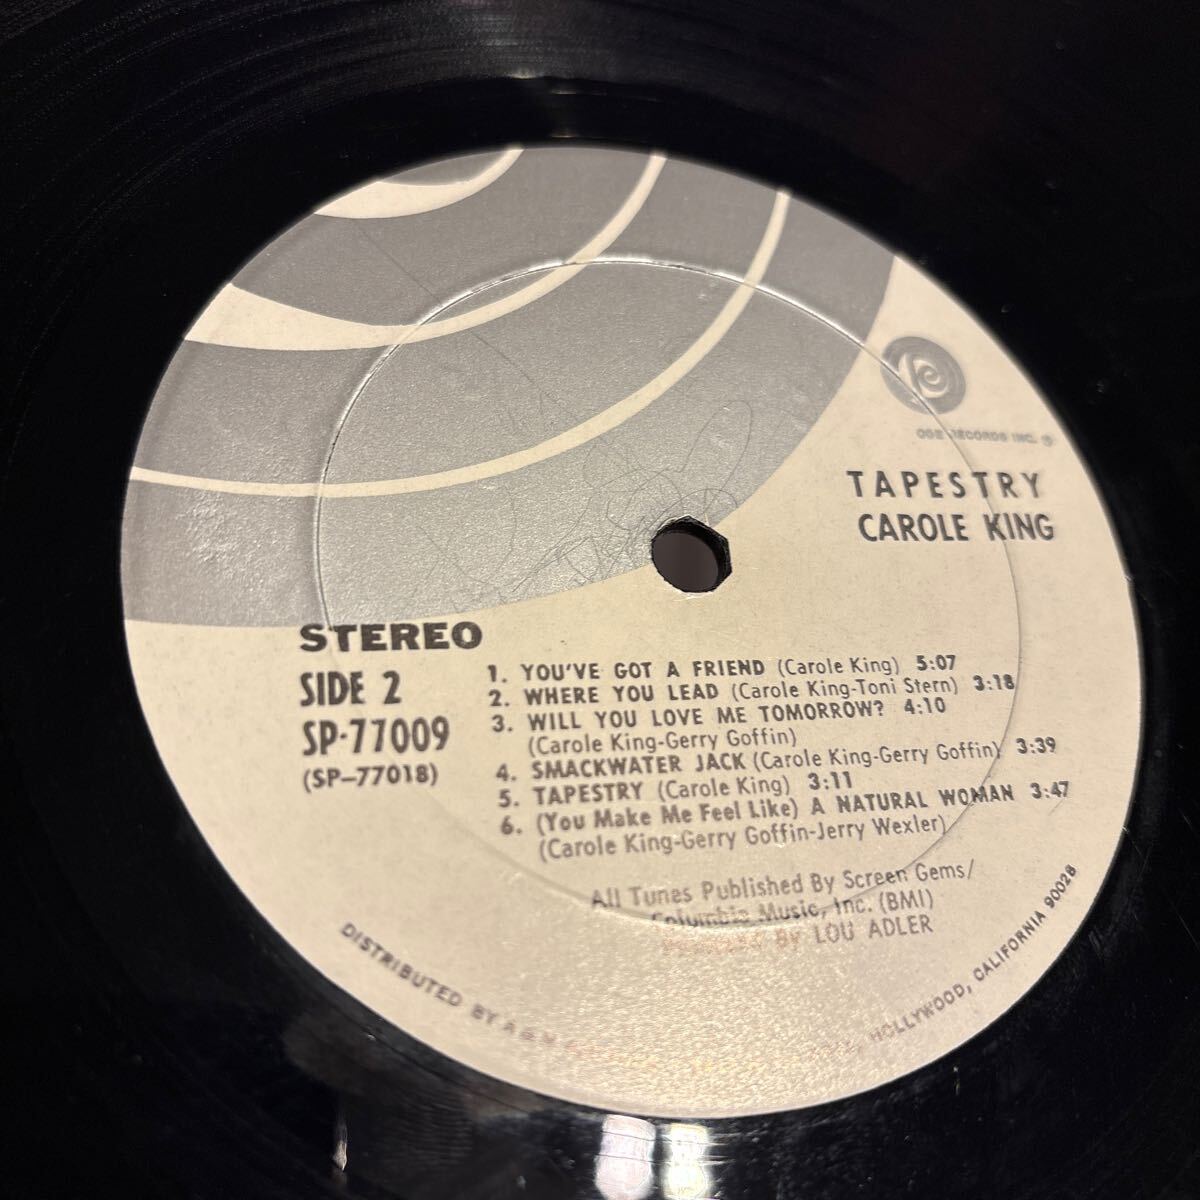 ODE RECORDS INC.
TAPESTRY
CAROLE KING
STEREO
SIDE 2
SP-77009
(SP–77018)
1. YOU'VE GOT A FRIEND (Carole King) 5:07
2. WHERE YOU LEAD (Carole King-Toni Stern) 3:18
3. WILL YOU LOVE ME TOMORROW? 4:10
(Carole King-Gerry Goffin)
4. SMACKWATER JACK (Carole King-Gerry Goffin) 3:39
5. TAPESTRY (Carole King) 3:11
6. (You Make Me Feel Like) A NATURAL WOMAN 3:47
(Carole King-Gerry Goffin-Jerry Wexler)
All Tunes Published By Screen Gems/
Columbia Music, Inc. (BMI)
BY LOU ADLER
DISTRIBUTED BY A & M HOLLYWOOD, CALIFORNIA 90028